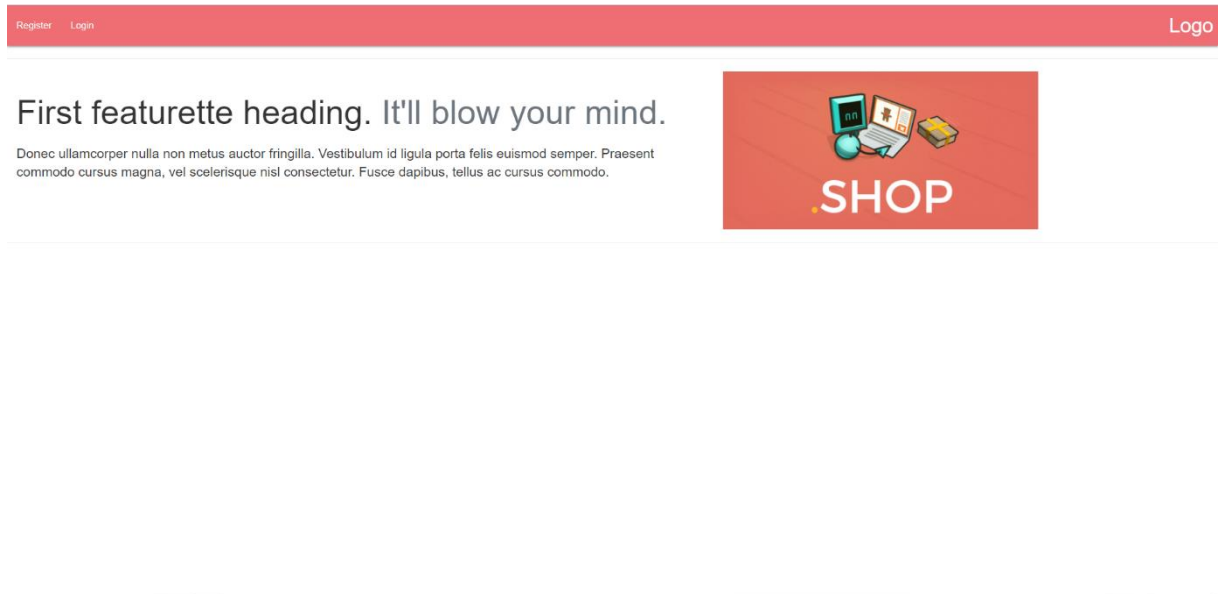 Register Login Logo
First featurette heading. It'll blow your mind.
Donec ullamcorper nulla non metus auctor fringilla. Vestibulum id ligula porta felis euismod semper. Praesent
commodo cursus magna, vel scelerisque nisl consectetur. Fusce dapibus, tellus ac cursus commodo.
.SHOP